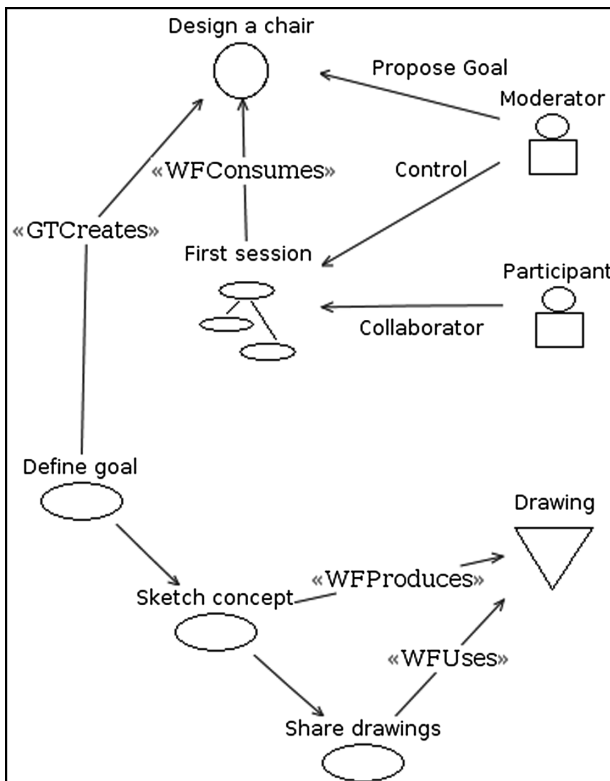 Design a chair
Propose Goal
Moderator
«WFConsumes»
Control
«GTCreates»
First session
Participant
Collaborator
Define goal
Drawing
«WFProduces»
Sketch concept
«WFUses»
Share drawings